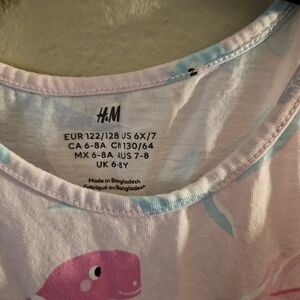 H&M
EUR 122/128 US 6X/7
CA 6-8A CN 130/64
MX 6-8A AUS 7-8
UK 6-8Y
Made in Bangladesh
Fabriqué au Bangladesh